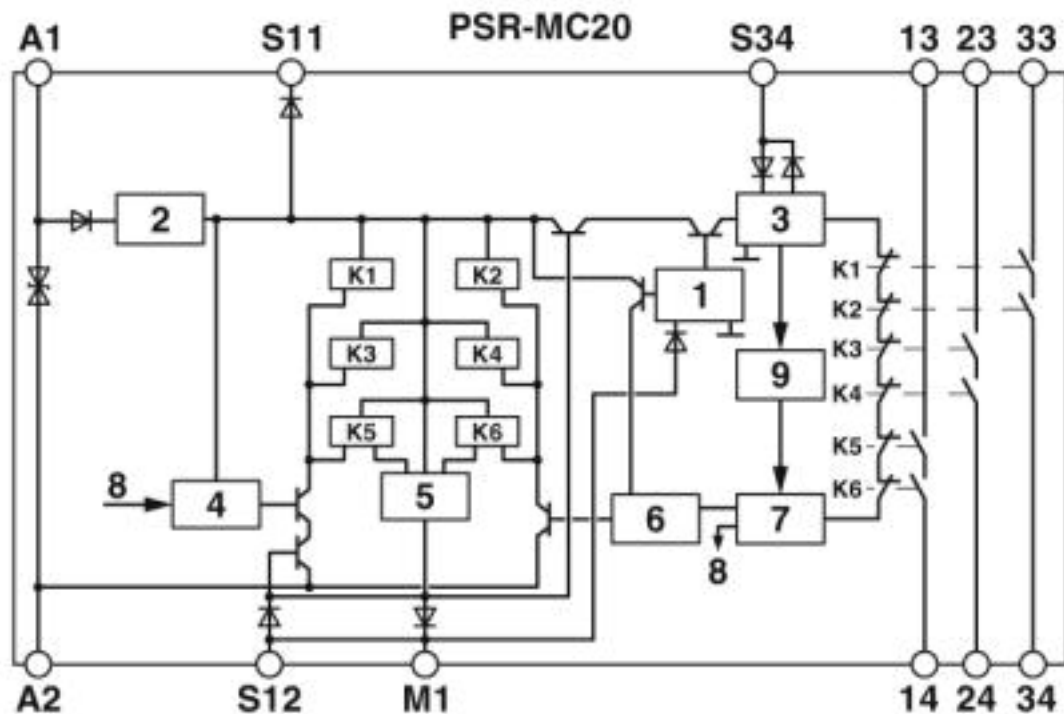 PSR-MC20
A1 S11 S34 13 23 33
2 3
K1 K2 1 K1
K2
K3 K4 9 K3
K4
K5 K6 K5
8 4 5 6 7 K6
8
A2 S12 M1 14 24 34